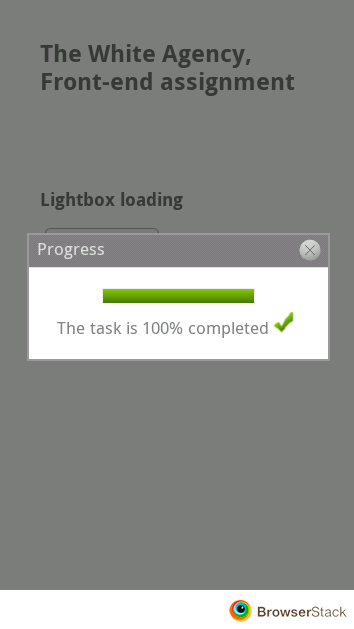 The White Agency,
Front-end assignment
Lightbox loading
Progress
The task is 100% completed
BrowserStack